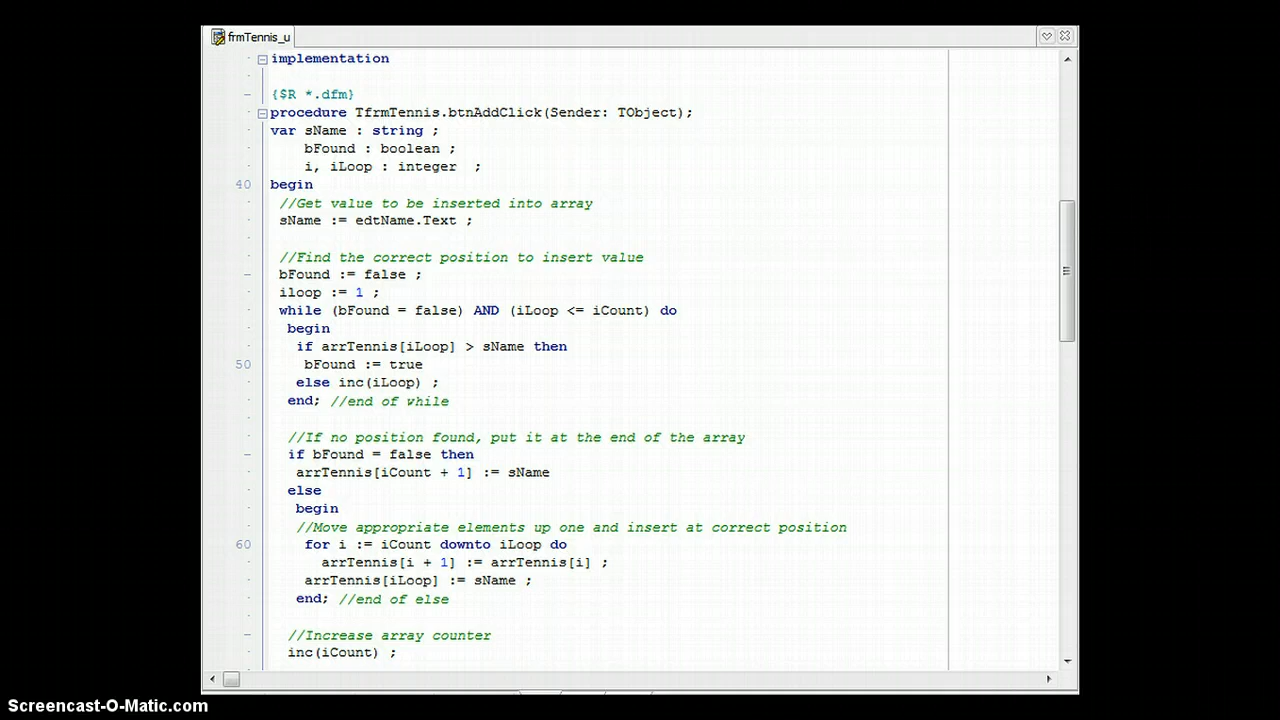 frmTennis_u
implementation
{$R *.dfm}
procedure TfrmTennis.btnAddClick(Sender: TObject);
var sName : string ;
bFound : boolean ;
i, iLoop : integer ;
40 begin
//Get value to be inserted into array
sName := edtName.Text ;
//Find the correct position to insert value
bFound := false ;
iloop := 1 ;
while (bFound = false) AND (iLoop <= iCount) do
begin
if arrTennis[iLoop] > sName then
50 bFound := true
else inc(iLoop) ;
end; //end of while
//If no position found, put it at the end of the array
if bFound = false then
arrTennis[iCount + 1] := sName
else
begin
//Move appropriate elements up one and insert at correct position
60 for i := iCount downto iLoop do
arrTennis[i + 1] := arrTennis[i] ;
arrTennis[iLoop] := sName ;
end; //end of else
//Increase array counter
inc(iCount) ;
Screencast-O-Matic.com